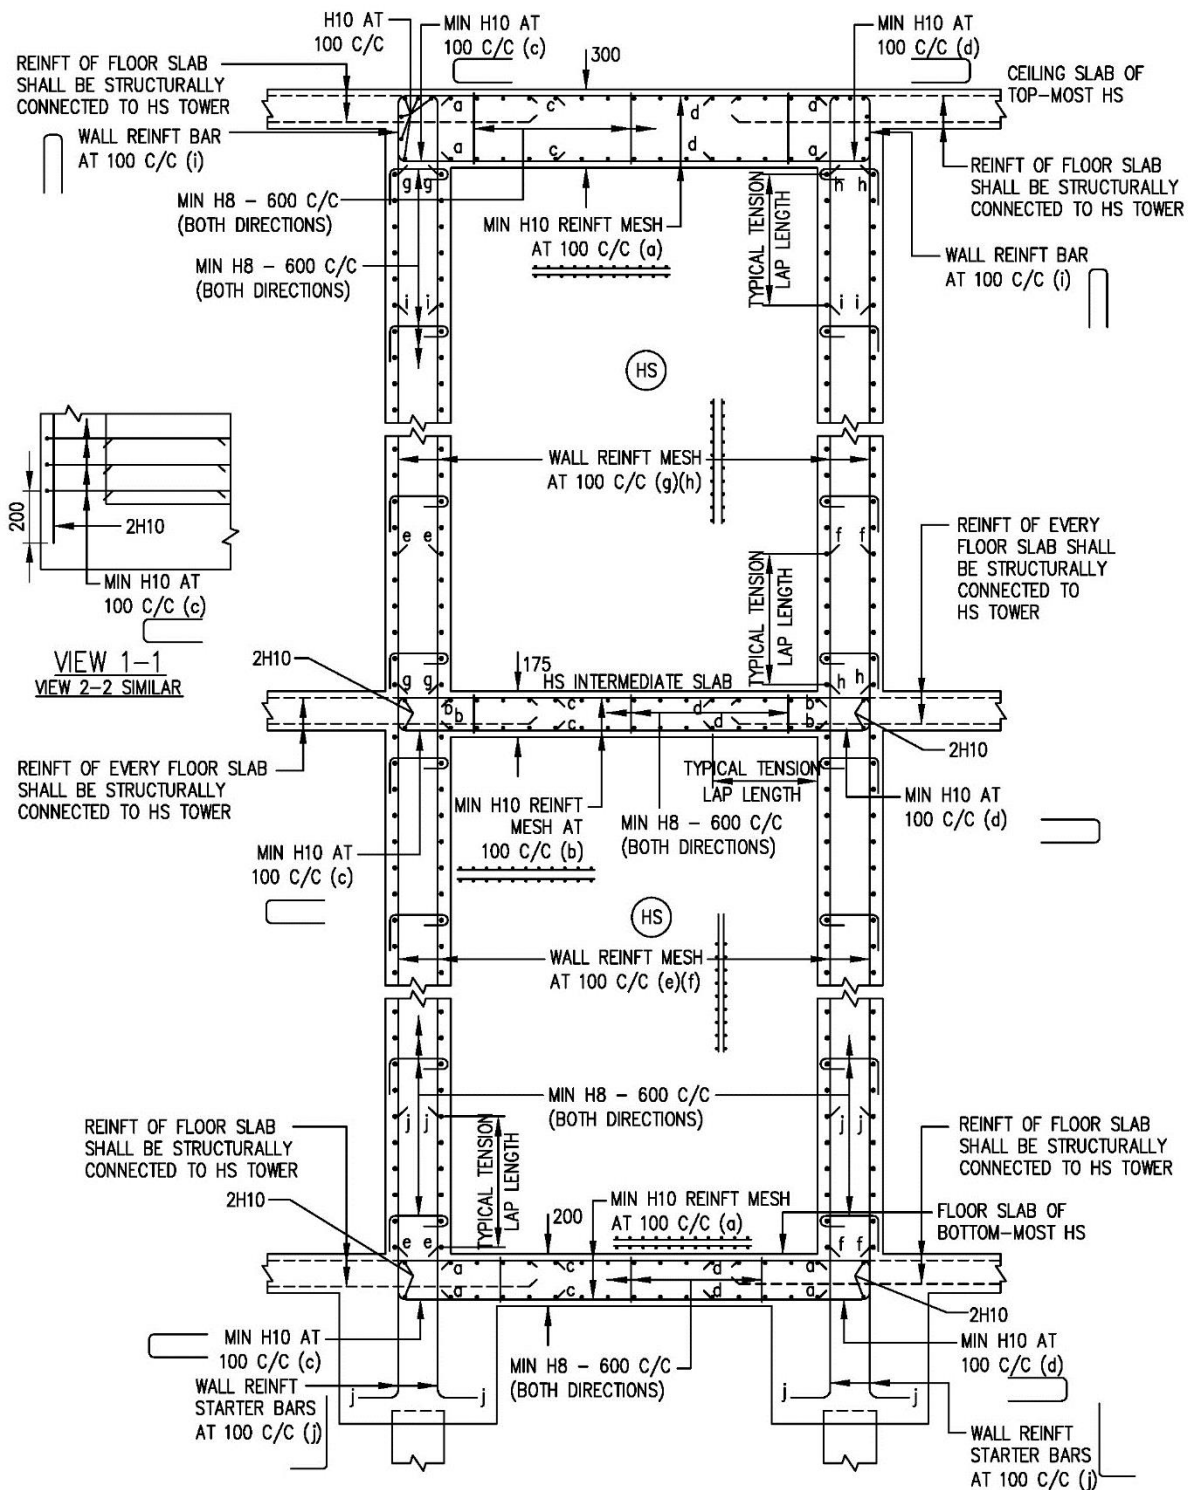 H10 AT
100 C/C
MIN H10 AT
100 C/C (c)
300
MIN H10 AT
100 C/C (d)
REINFT OF FLOOR SLAB
SHALL BE STRUCTURALLY
CONNECTED TO HS TOWER
CEILING SLAB OF
TOP-MOST HS
a
c
d
a
WALL REINFT BAR
AT 100 C/C (i)
a
c
d
a
REINFT OF FLOOR SLAB
SHALL BE STRUCTURALLY
CONNECTED TO HS TOWER
g g
h h
MIN H8 - 600 C/C
(BOTH DIRECTIONS)
MIN H10 REINFT MESH
AT 100 C/C (a)
TYPICAL TENSION
LAP LENGTH
WALL REINFT BAR
AT 100 C/C (i)
MIN H8 - 600 C/C
(BOTH DIRECTIONS)
i i
i i
HS
WALL REINFT MESH
AT 100 C/C (g)(h)
200
2H10
MIN H10 AT
100 C/C (c)
VIEW 1-1
VIEW 2-2 SIMILAR
e e
f f
REINFT OF EVERY
FLOOR SLAB SHALL
BE STRUCTURALLY
CONNECTED TO
HS TOWER
TYPICAL TENSION
LAP LENGTH
2H10
175
HS INTERMEDIATE SLAB
g g
h h
b
c
d
b
b
c
d
b
2H10
REINFT OF EVERY FLOOR SLAB
SHALL BE STRUCTURALLY
CONNECTED TO HS TOWER
TYPICAL TENSION
LAP LENGTH
MIN H10 REINFT
MESH AT
100 C/C (b)
MIN H8 - 600 C/C
(BOTH DIRECTIONS)
MIN H10 AT
100 C/C (d)
MIN H10 AT
100 C/C (c)
HS
WALL REINFT MESH
AT 100 C/C (e)(f)
MIN H8 - 600 C/C
(BOTH DIRECTIONS)
j j
j j
REINFT OF FLOOR SLAB
SHALL BE STRUCTURALLY
CONNECTED TO HS TOWER
TYPICAL TENSION
LAP LENGTH
REINFT OF FLOOR SLAB
SHALL BE STRUCTURALLY
CONNECTED TO HS TOWER
2H10
200
MIN H10 REINFT MESH
AT 100 C/C (a)
FLOOR SLAB OF
BOTTOM-MOST HS
e e
f f
a
c
d
a
a
c
d
a
2H10
MIN H10 AT
100 C/C (c)
MIN H8 - 600 C/C
(BOTH DIRECTIONS)
MIN H10 AT
100 C/C (d)
WALL REINFT
STARTER BARS
AT 100 C/C (j)
j
j
j
j
WALL REINFT
STARTER BARS
AT 100 C/C (j)